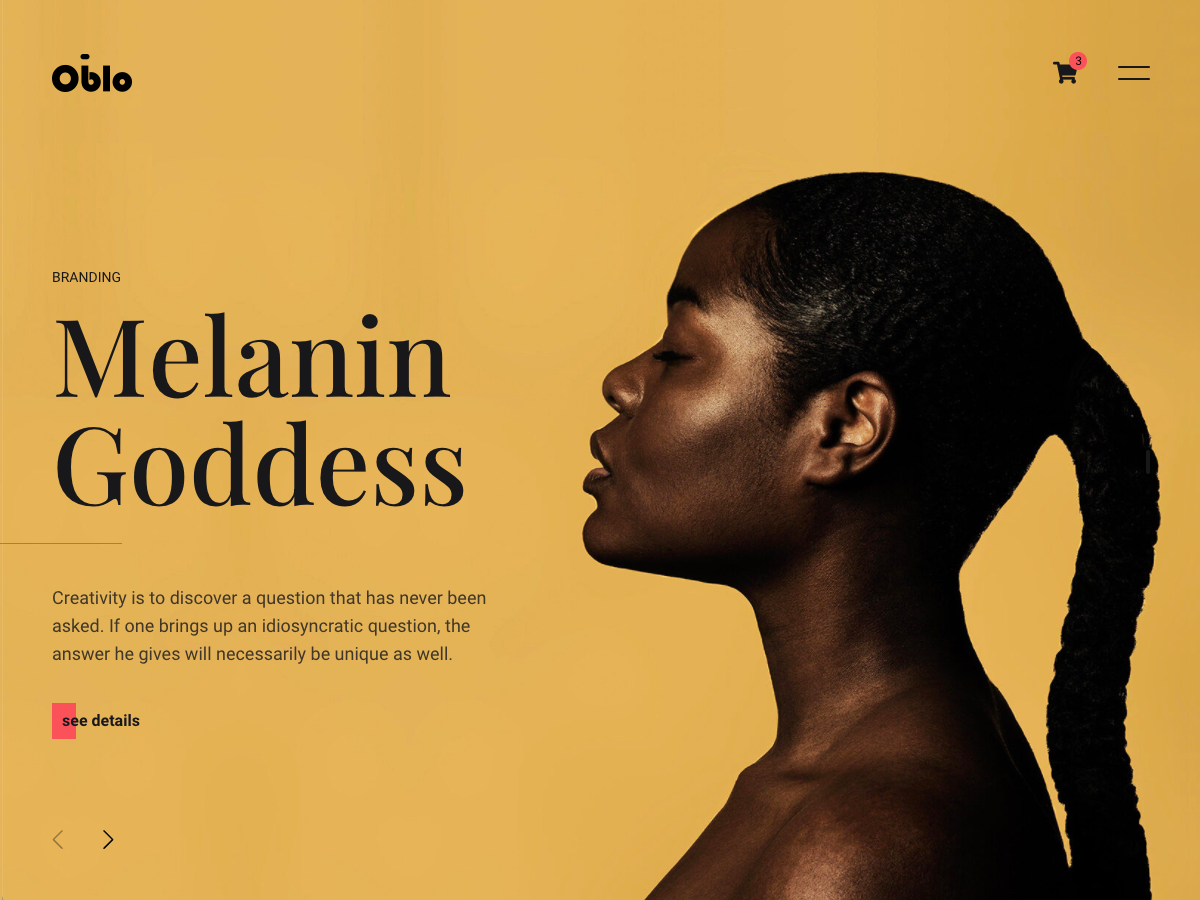 Oblo
3
BRANDING
Melanin
Goddess
Creativity is to discover a question that has never been
asked. If one brings up an idiosyncratic question, the
answer he gives will necessarily be unique as well.
see details